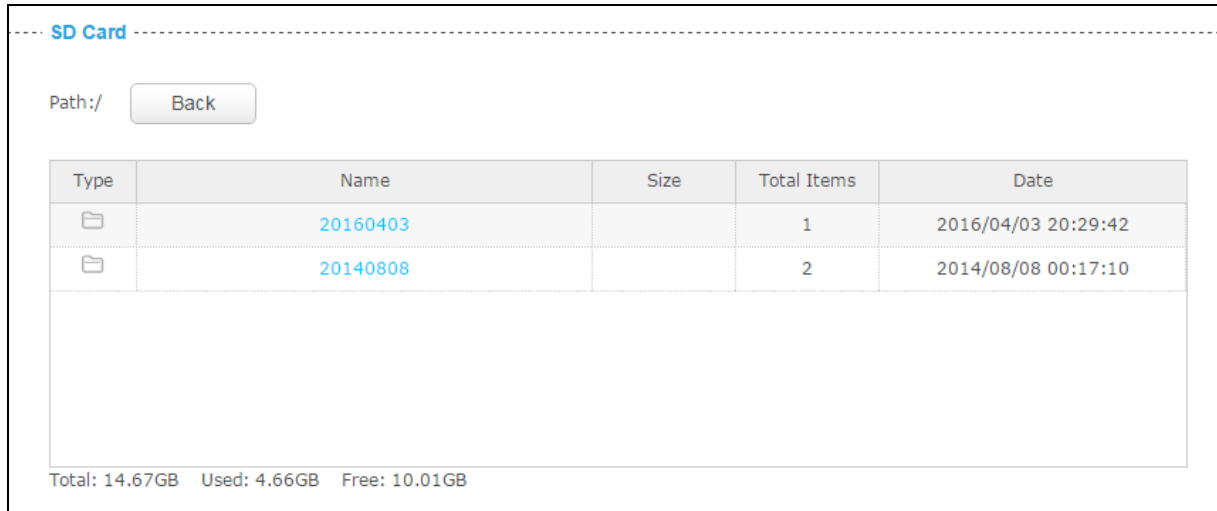 SD Card
Path:/ Back
Type Name Size Total Items Date
20160403 1 2016/04/03 20:29:42
20140808 2 2014/08/08 00:17:10
Total: 14.67GB Used: 4.66GB Free: 10.01GB